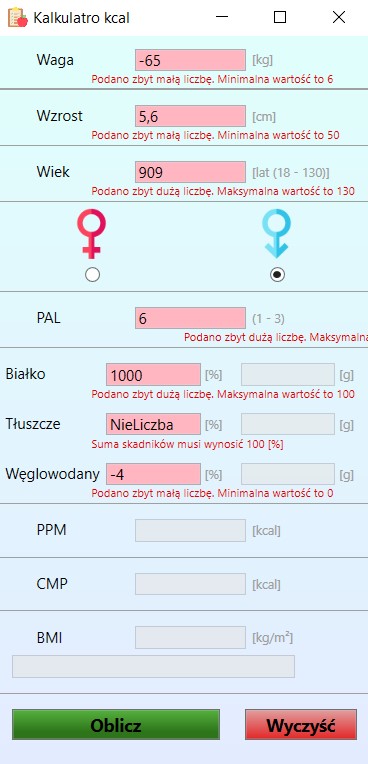 Kalkulatro kcal
Waga -65 [kg]
Podano zbyt małą liczbę. Minimalna wartość to 6
Wzrost 5,6 [cm]
Podano zbyt małą liczbę. Minimalna wartość to 50
Wiek 909 [lat (18 - 130)]
Podano zbyt dużą liczbę. Maksymalna wartość to 130
PAL 6 (1 - 3)
Podano zbyt dużą liczbę. Maksymalna
Białko 1000 [%] [g]
Podano zbyt dużą liczbę. Maksymalna wartość to 100
Tłuszcze NieLiczba [%] [g]
Suma skadników musi wynosić 100 [%]
Węglowodany -4 [%] [g]
Podano zbyt małą liczbę. Minimalna wartość to 0
PPM [kcal]
CMP [kcal]
BMI [kg/m²]
Oblicz Wyczyść